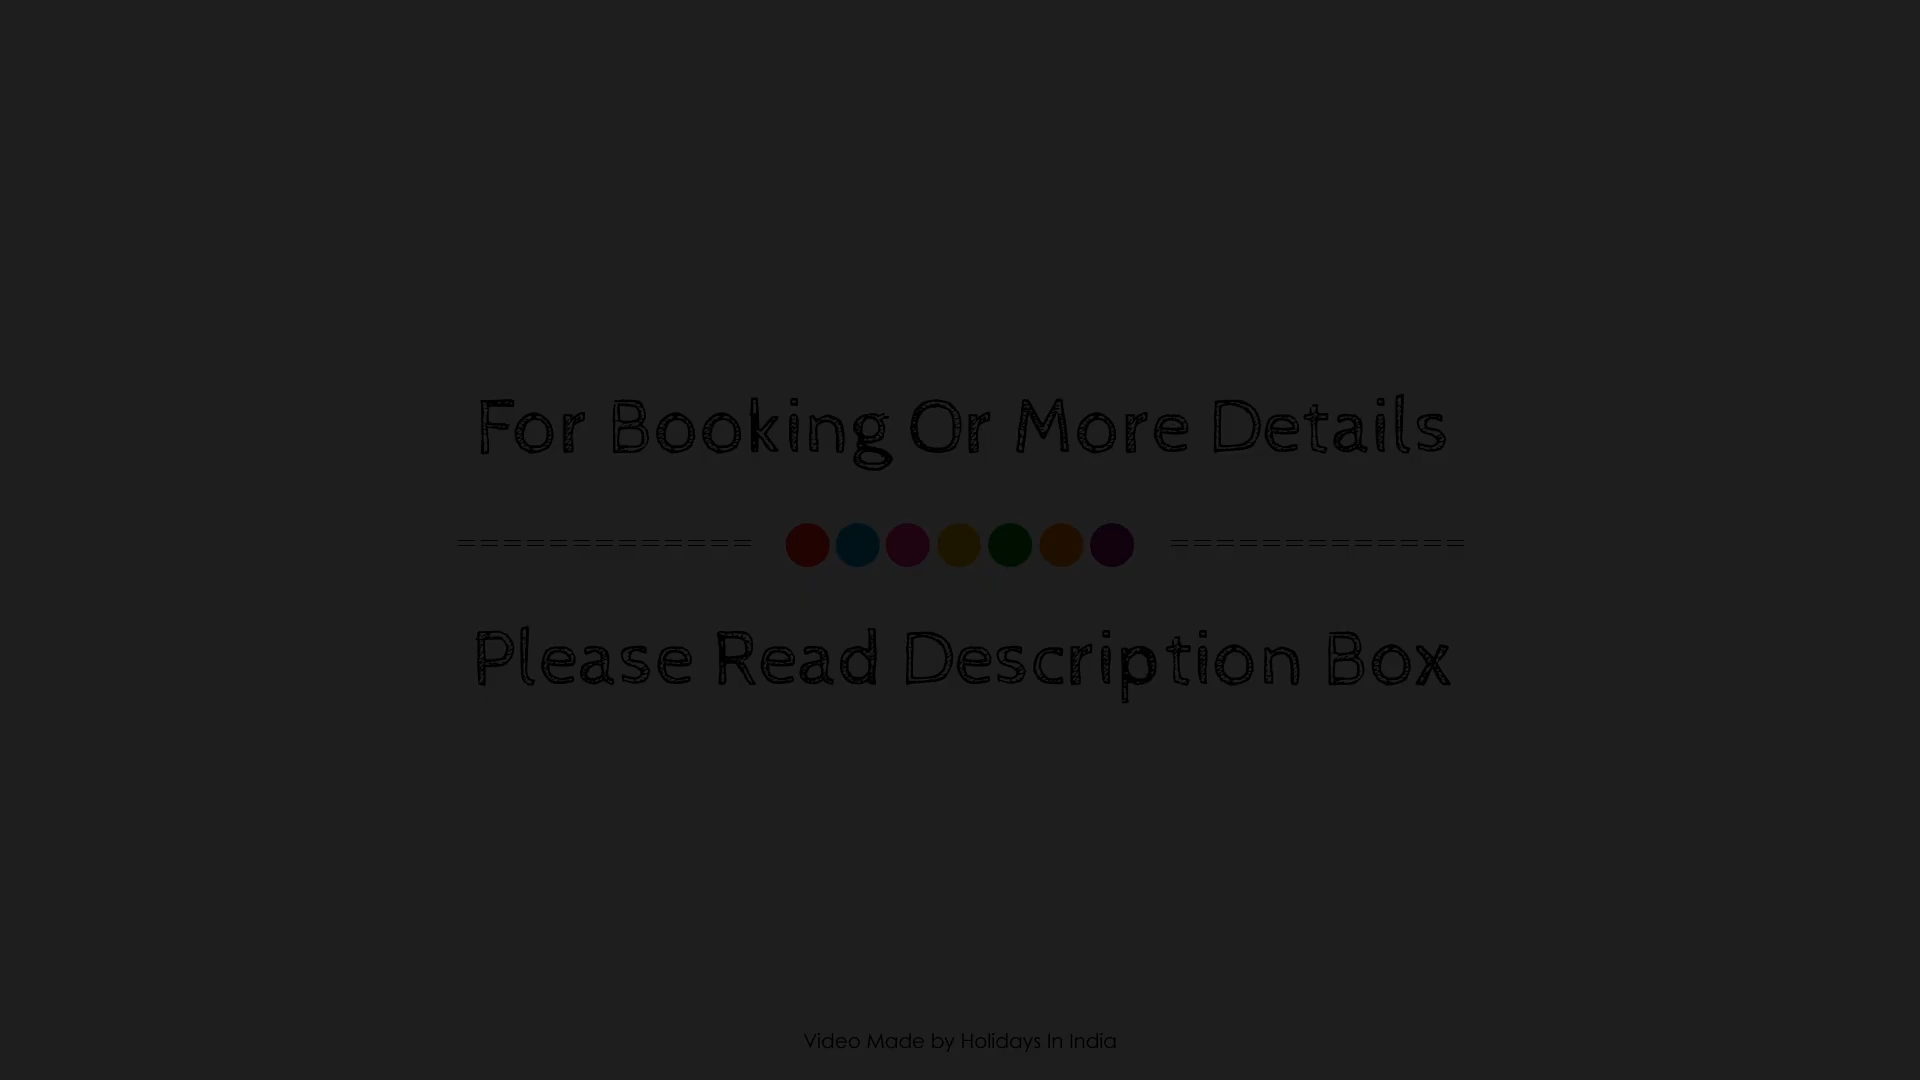 For Booking Or More Details
============= =============
Please Read Description Box
Video Made by Holidays In India